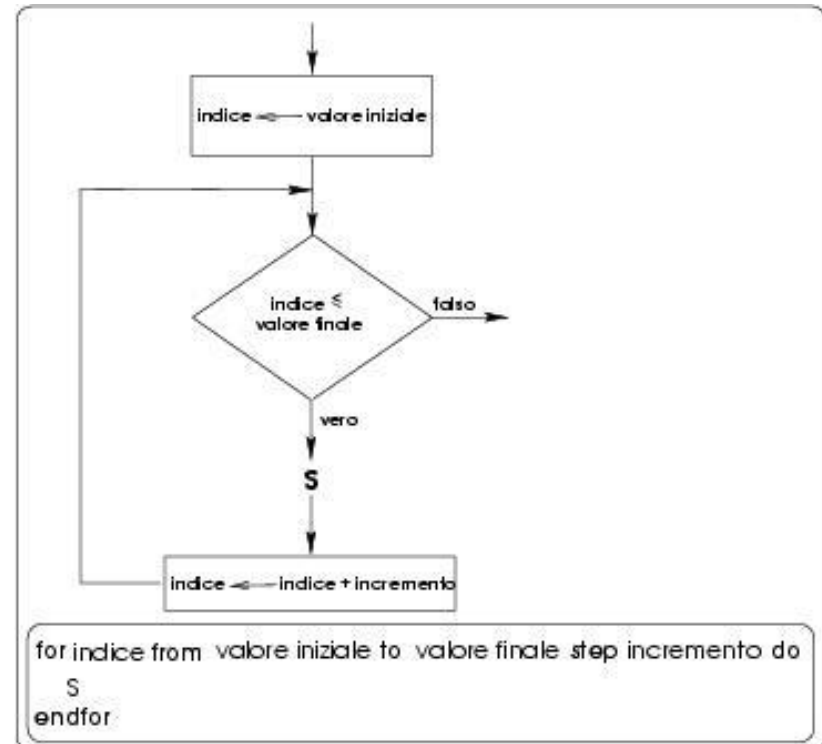 indice ← valore iniziale
indice ≤
valore finale
falso
vero
S
indice ← indice + incremento
for indice from valore iniziale to valore finale step incremento do
S
endfor